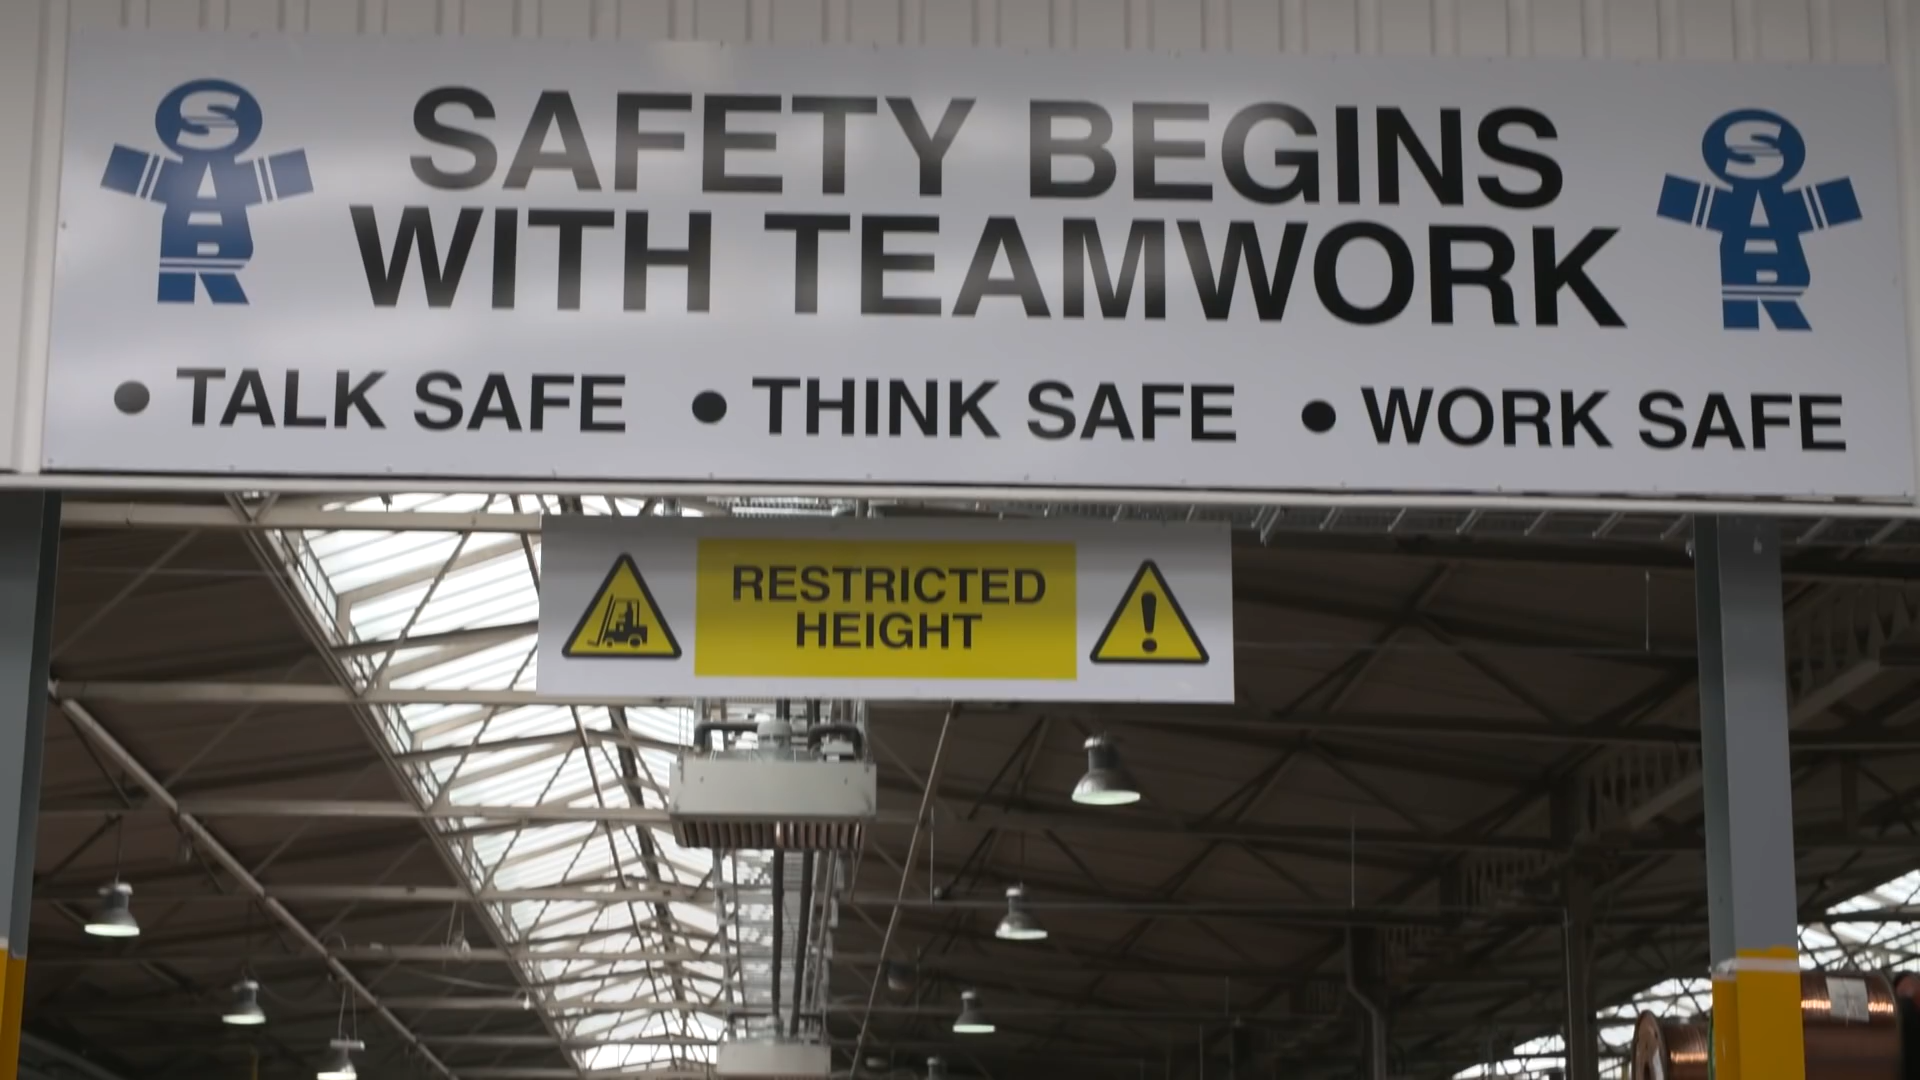 SAFETY BEGINS
WITH TEAMWORK
• TALK SAFE • THINK SAFE • WORK SAFE
RESTRICTED
HEIGHT